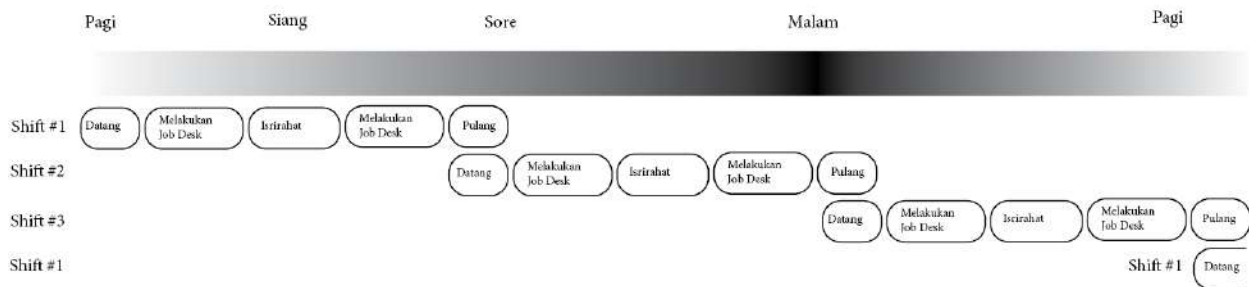 Pagi Siang Sore Malam Pagi
Shift #1 Datang Melakukan Job Desk Isrirahat Melakukan Job Desk Pulang
Shift #2 Datang Melakukan Job Desk Isrirahat Melakukan Job Desk Pulang
Shift #3 Datang Melakukan Job Desk Isrirahat Melakukan Job Desk Pulang
Shift #1 Shift #1 Datang